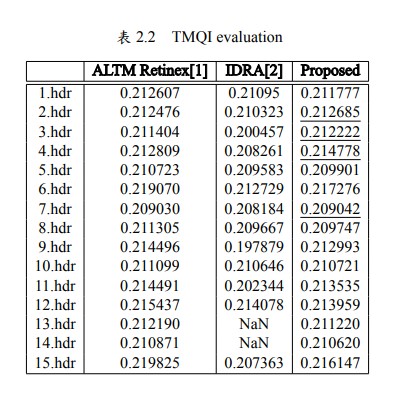 表 2.2 TMQI evaluation
ALTM Retinex[1] IDRA[2] Proposed
1.hdr 0.212607 0.21095 0.211777
2.hdr 0.212476 0.210323 0.212685
3.hdr 0.211404 0.200457 0.212222
4.hdr 0.212809 0.208261 0.214778
5.hdr 0.210723 0.209583 0.209901
6.hdr 0.219070 0.212729 0.217276
7.hdr 0.209030 0.208184 0.209042
8.hdr 0.211305 0.209667 0.209747
9.hdr 0.214496 0.197879 0.212993
10.hdr 0.211099 0.210646 0.210721
11.hdr 0.214491 0.202344 0.213535
12.hdr 0.215437 0.214078 0.213959
13.hdr 0.212190 NaN 0.211220
14.hdr 0.210871 NaN 0.210620
15.hdr 0.219825 0.207363 0.216147